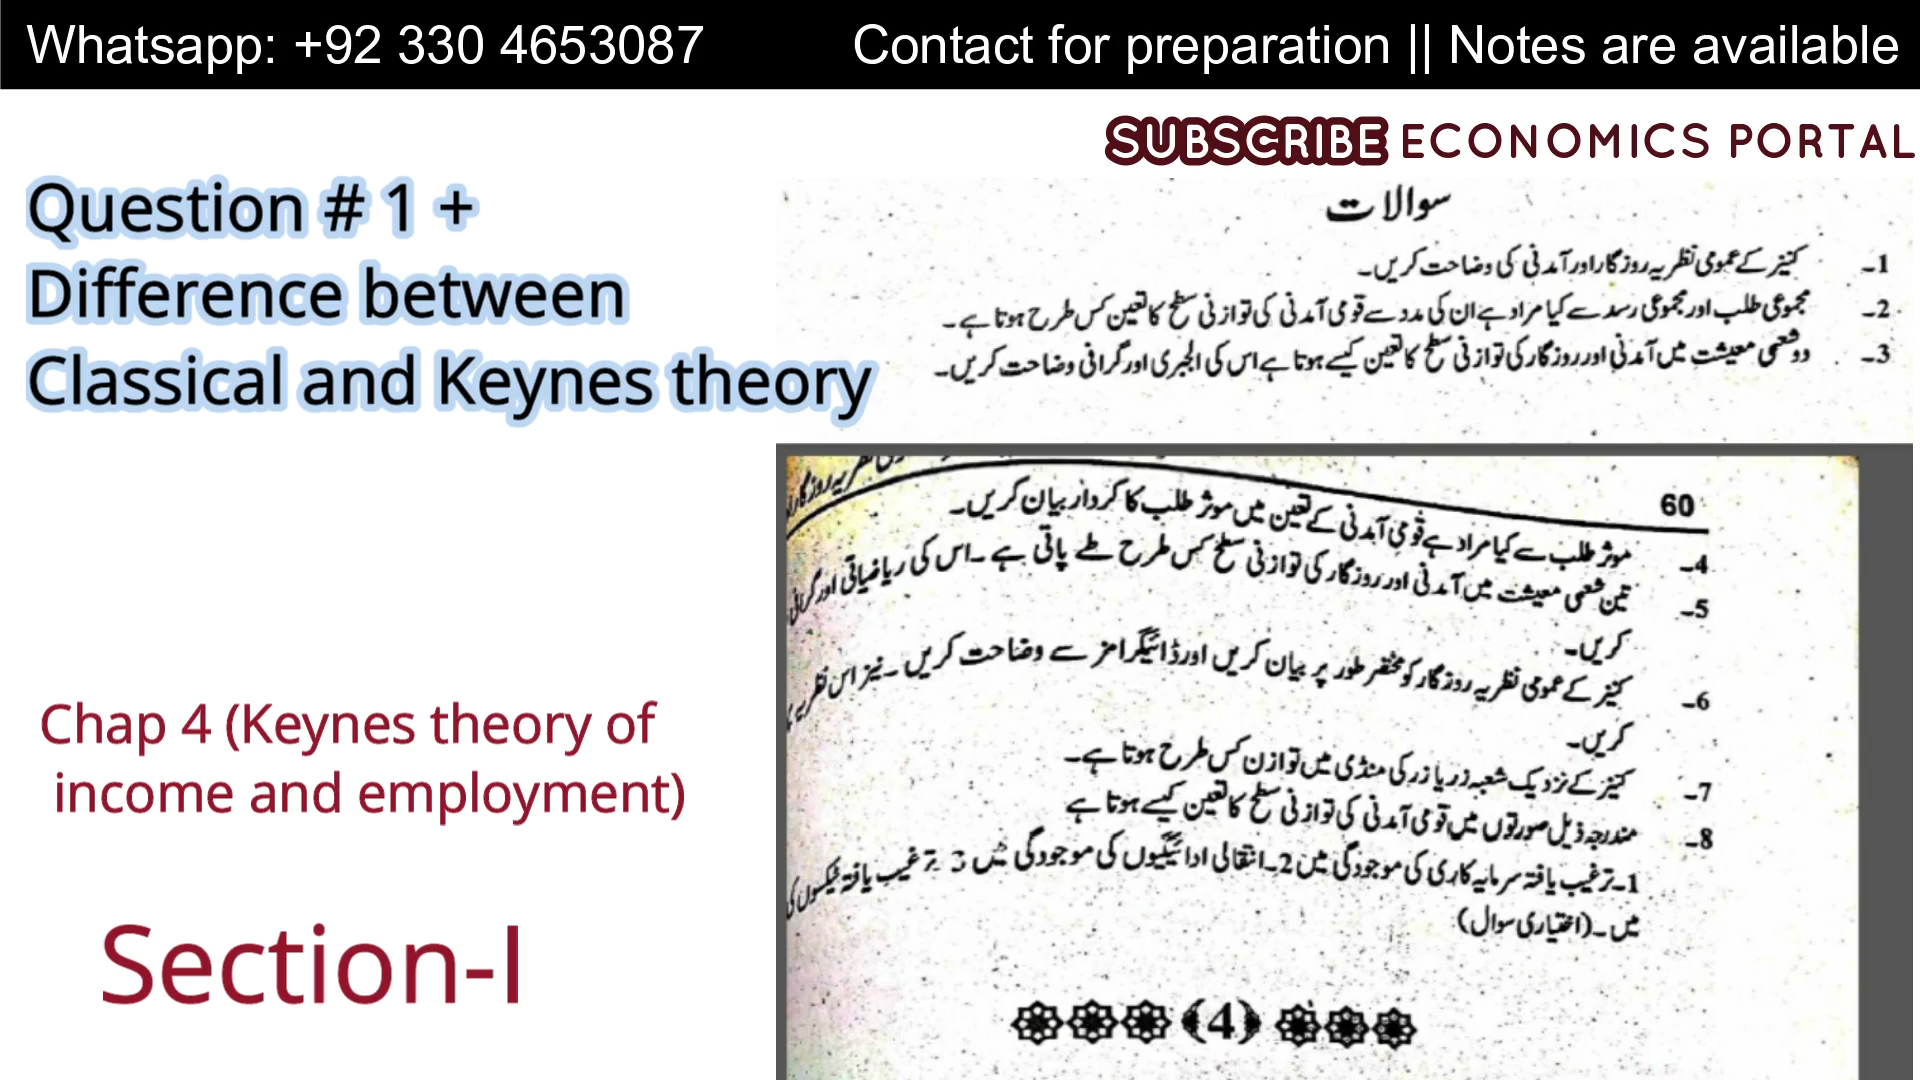 Whatsapp: +92 330 4653087
Contact for preparation || Notes are available
SUBSCRIBE ECONOMICS PORTAL
Question # 1 +
Difference between
Classical and Keynes theory
Chap 4 (Keynes theory of
income and employment)
Section-I
سوالات
1- کینز کے عمومی نظریہ روزگار اور آمدنی کی وضاحت کریں۔
2- مجموعی طلب اور مجموعی رسد سے کیا مراد ہے ان کی مدد سے قومی آمدنی کی توازنی سطح کا تعین کس طرح ہوتا ہے۔
3- دو شعبی معیشت میں آمدنی اور روزگار کی توازنی سطح کا تعین کیسے ہوتا ہے اس کی الجبری اور گرافی وضاحت کریں۔
60
4- موثر طلب سے کیا مراد ہے قومی آمدنی کے تعین میں موثر طلب کا کردار بیان کریں۔
5- تین شعبی معیشت میں آمدنی اور روزگار کی توازنی سطح کس طرح طے پاتی ہے۔ اس کی ریاضیاتی اور گرافی
کریں۔
6- کینز کے عمومی نظریہ روزگار کو مختصر طور پر بیان کریں اور ڈائیگرامز سے وضاحت کریں۔ نیز اس نظریہ
کریں۔
7- کینز کے نزدیک شعبہ زر یا زر کی منڈی میں توازن کس طرح ہوتا ہے۔
8- مندرجہ ذیل صورتوں میں قومی آمدنی کی توازنی سطح کا تعین کیسے ہوتا ہے
1۔ ترغیب یافتہ سرمایہ کاری کی موجودگی میں 2۔ انتقالی ادائیگیوں کی موجودگی میں 3 ترغیب یافتہ ٹیکسوں کی
میں۔ (اختیاری سوال)
﴿4﴾